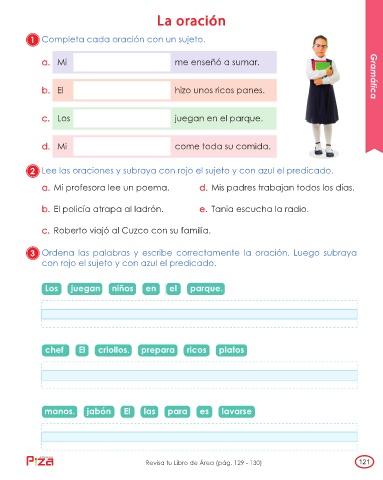 La oración
1 Completa cada oración con un sujeto.
a. Mi me enseñó a sumar.
b. El hizo unos ricos panes.
c. Los juegan en el parque.
d. Mi come toda su comida.
Gramática
2 Lee las oraciones y subraya con rojo el sujeto y con azul el predicado.
a. Mi profesora lee un poema. d. Mis padres trabajan todos los días.
b. El policía atrapa al ladrón. e. Tania escucha la radio.
c. Roberto viajó al Cuzco con su familia.
3 Ordena las palabras y escribe correctamente la oración. Luego subraya
con rojo el sujeto y con azul el predicado.
Los juegan niños en el parque.
chef El criollos. prepara ricos platos
manos. jabón El las para es lavarse
Piza Revisa tu Libro de Área (pág. 129 - 130) 121